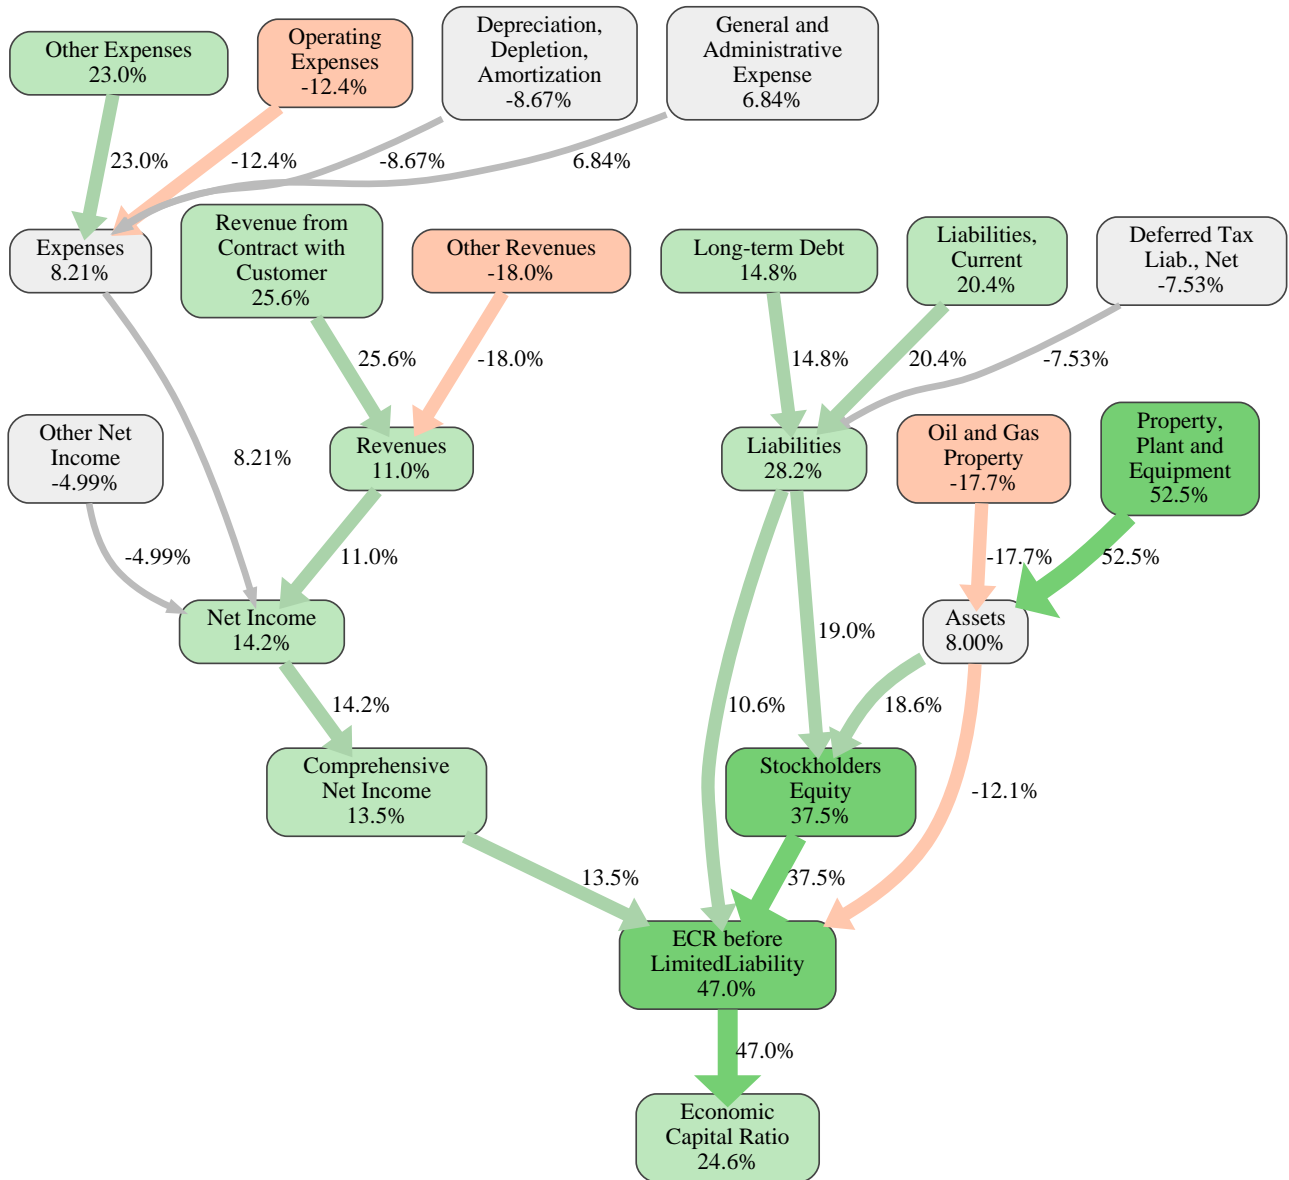 Other Expenses
23.0%
Operating
Expenses
-12.4%
Depreciation,
Depletion,
Amortization
-8.67%
General and
Administrative
Expense
6.84%
23.0%
-12.4%
-8.67%
6.84%
Expenses
8.21%
Revenue from
Contract with
Customer
25.6%
Other Revenues
-18.0%
Long-term Debt
14.8%
Liabilities,
Current
20.4%
Deferred Tax
Liab., Net
-7.53%
25.6%
-18.0%
14.8%
20.4%
-7.53%
Other Net
Income
-4.99%
8.21%
Revenues
11.0%
Liabilities
28.2%
Oil and Gas
Property
-17.7%
Property,
Plant and
Equipment
52.5%
-4.99%
11.0%
-17.7%
52.5%
Net Income
14.2%
19.0%
Assets
8.00%
14.2%
10.6%
18.6%
Comprehensive
Net Income
13.5%
Stockholders
Equity
37.5%
-12.1%
13.5%
37.5%
ECR before
LimitedLiability
47.0%
47.0%
Economic
Capital Ratio
24.6%